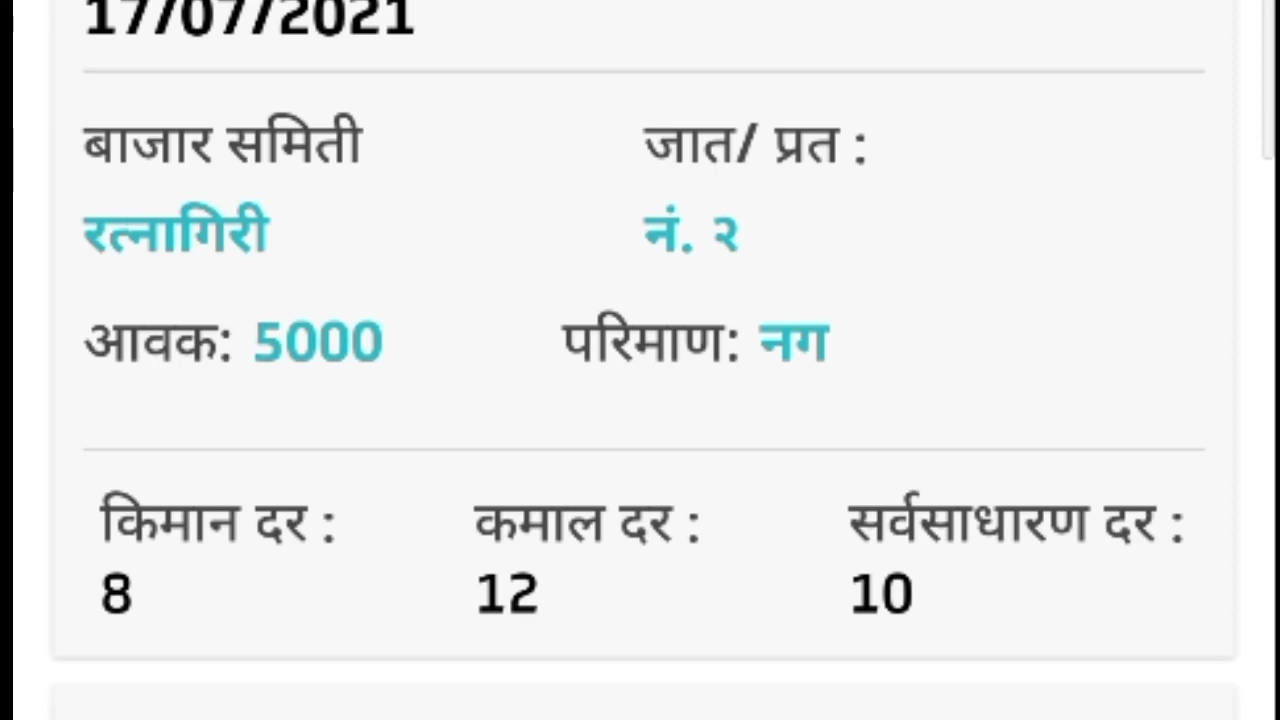 17/07/2021
बाजार समिती जात/ प्रत :
रत्नागिरी नं. २
आवक: 5000 परिमाण: नग
किमान दर : कमाल दर : सर्वसाधारण दर :
8 12 10